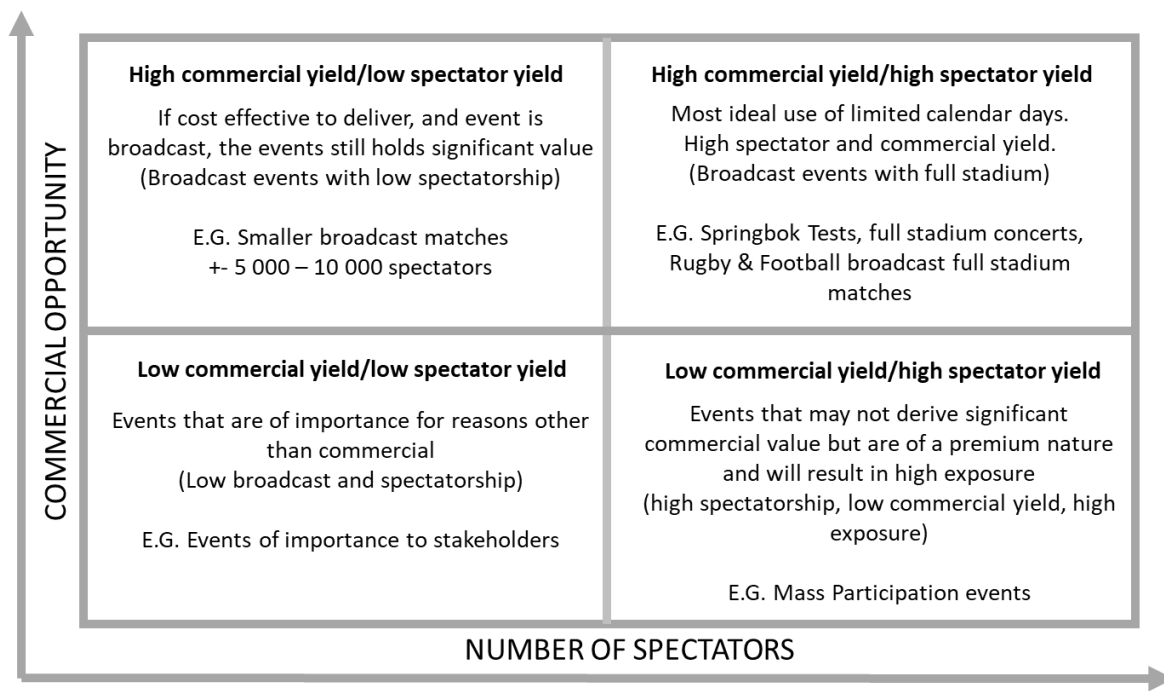 COMMERCIAL OPPORTUNITY
High commercial yield/low spectator yield
If cost effective to deliver, and event is
broadcast, the events still holds significant value
(Broadcast events with low spectatorship)
E.G. Smaller broadcast matches
+- 5 000 – 10 000 spectators
High commercial yield/high spectator yield
Most ideal use of limited calendar days.
High spectator and commercial yield.
(Broadcast events with full stadium)
E.G. Springbok Tests, full stadium concerts,
Rugby & Football broadcast full stadium
matches
Low commercial yield/low spectator yield
Events that are of importance for reasons other
than commercial
(Low broadcast and spectatorship)
E.G. Events of importance to stakeholders
Low commercial yield/high spectator yield
Events that may not derive significant
commercial value but are of a premium nature
and will result in high exposure
(high spectatorship, low commercial yield, high
exposure)
E.G. Mass Participation events
NUMBER OF SPECTATORS